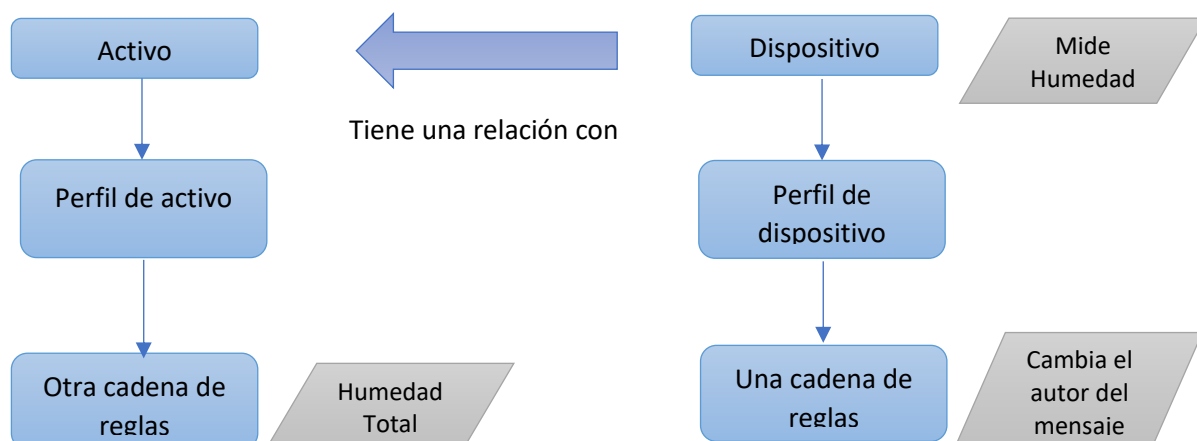 Activo
Dispositivo
Mide
Humedad
Tiene una relación con
Perfil de activo
Perfil de
dispositivo
Otra cadena de
reglas
Humedad
Total
Una cadena de
reglas
Cambia el
autor del
mensaje